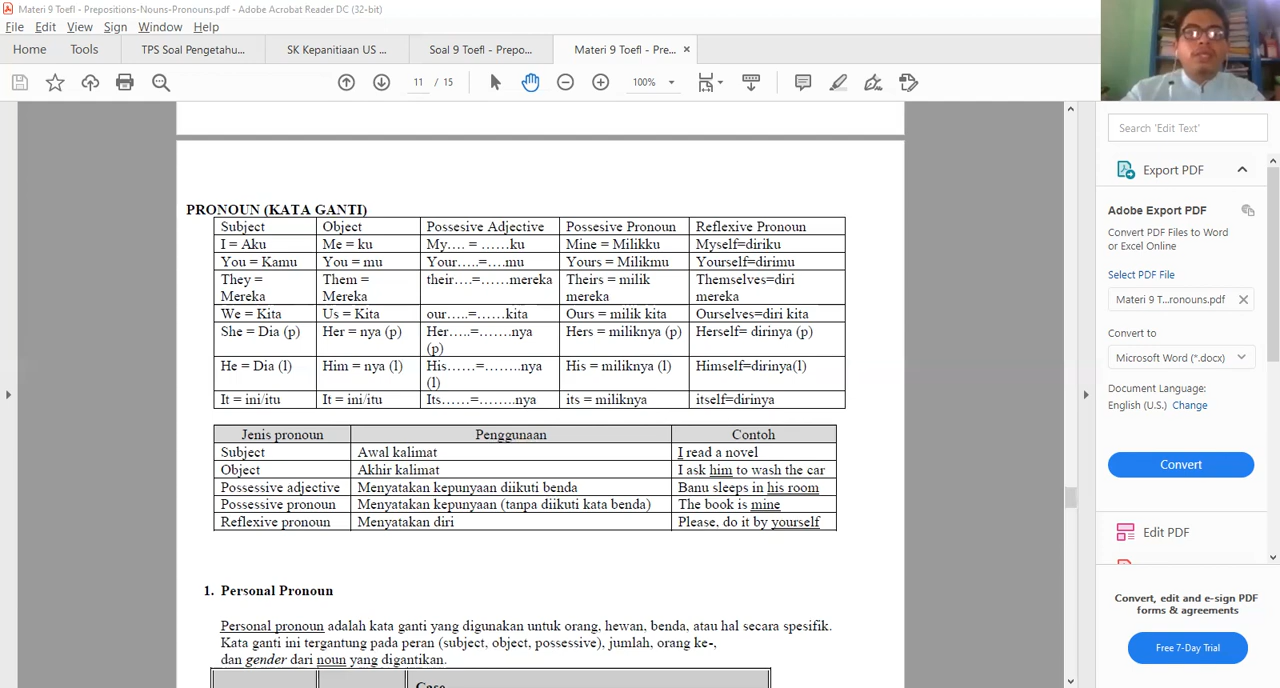 Materi 9 Toefl - Prepositions-Nouns-Pronouns.pdf - Adobe Acrobat Reader DC (32-bit)
File Edit View Sign Window Help
Home Tools TPS Soal Pengetahu... SK Kepanitiaan US ... Soal 9 Toefl - Prepo... Materi 9 Toefl - Pre... ×
11 / 15 100%
PRONOUN (KATA GANTI)
Subject Object Possesive Adjective Possesive Pronoun Reflexive Pronoun
I = Aku Me = ku My…. = ……ku Mine = Milikku Myself=diriku
You = Kamu You = mu Your…..=….mu Yours = Milikmu Yourself=dirimu
They = Them = their….=……mereka Theirs = milik Themselves=diri
Mereka Mereka mereka mereka
We = Kita Us = Kita our…..=……kita Ours = milik kita Ourselves=diri kita
She = Dia (p) Her = nya (p) Her…..=…….nya Hers = miliknya (p) Herself= dirinya (p)
(p)
He = Dia (l) Him = nya (l) His……=……..nya His = miliknya (l) Himself=dirinya(l)
(l)
It = ini/itu It = ini/itu Its……=……..nya its = miliknya itself=dirinya
Jenis pronoun Penggunaan Contoh
Subject Awal kalimat I read a novel
Object Akhir kalimat I ask him to wash the car
Possessive adjective Menyatakan kepunyaan diikuti benda Banu sleeps in his room
Possessive pronoun Menyatakan kepunyaan (tanpa diikuti kata benda) The book is mine
Reflexive pronoun Menyatakan diri Please, do it by yourself
1. Personal Pronoun
Personal pronoun adalah kata ganti yang digunakan untuk orang, hewan, benda, atau hal secara spesifik.
Kata ganti ini tergantung pada peran (subject, object, possessive), jumlah, orang ke-,
dan gender dari noun yang digantikan.
Case
Search 'Edit Text'
Export PDF
Adobe Export PDF
Convert PDF Files to Word
or Excel Online
Select PDF File
Materi 9 T...ronouns.pdf ×
Convert to
Microsoft Word (*.docx)
Document Language:
English (U.S.) Change
Convert
Edit PDF
Convert, edit and e-sign PDF
forms & agreements
Free 7-Day Trial